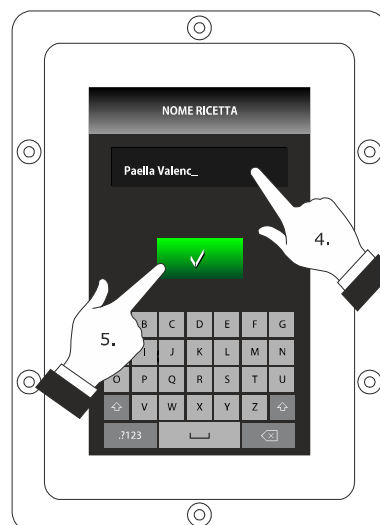 NOME RICETTA
Paella Valenc_
4.
5.
B C D E F G
I J K L M N
O P Q R S T U
V W X Y Z
.?123